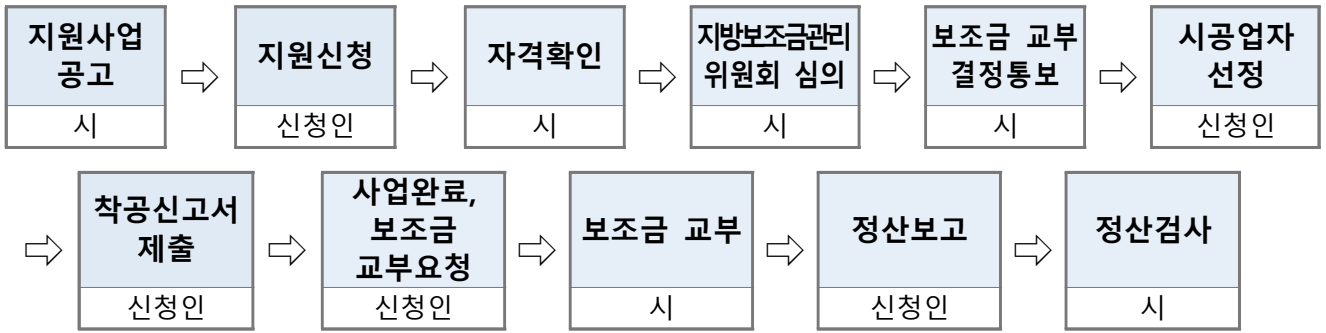 지원사업
공고
시
지원신청
신청인
자격확인
시
지방보조금관리
위원회 심의
시
보조금 교부
결정통보
시
시공업자
선정
신청인
착공신고서
제출
신청인
사업완료,
보조금
교부요청
신청인
보조금 교부
시
정산보고
신청인
정산검사
시